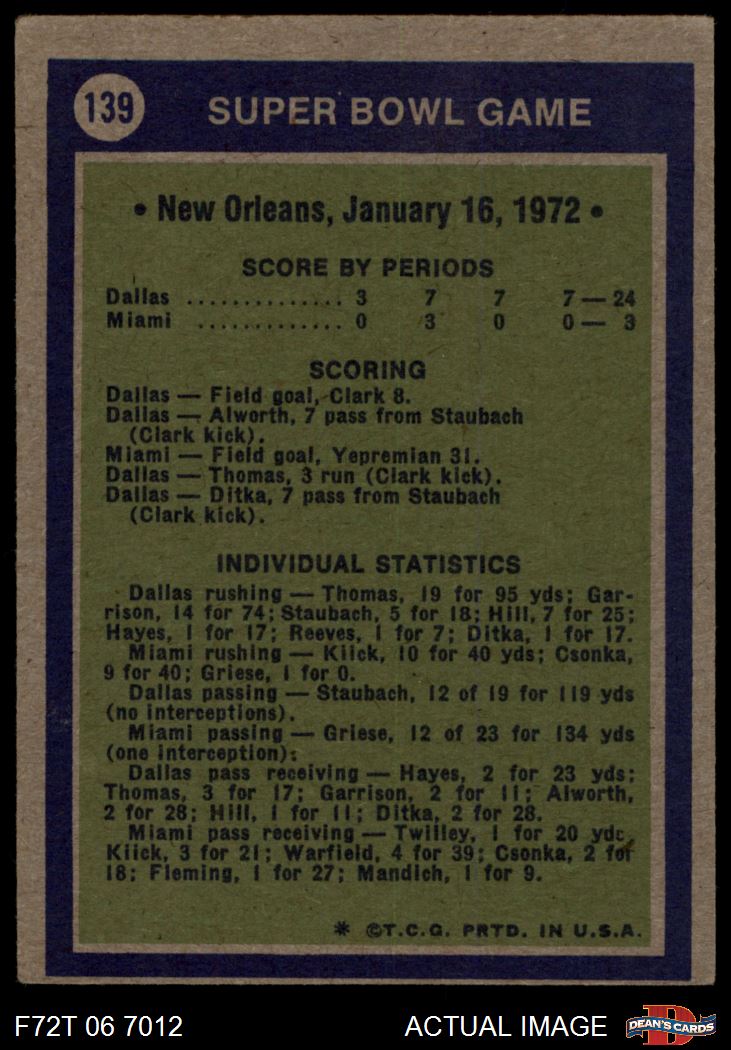 139
SUPER BOWL GAME
• New Orleans, January 16, 1972 •
SCORE BY PERIODS
Dallas .............. 3 7 7 7 — 24
Miami ............. 0 3 0 0 — 3
SCORING
Dallas — Field goal, Clark 8.
Dallas — Alworth, 7 pass from Staubach
(Clark kick).
Miami — Field goal, Yepremian 31.
Dallas — Thomas, 3 run (Clark kick).
Dallas — Ditka, 7 pass from Staubach
(Clark kick).
INDIVIDUAL STATISTICS
Dallas rushing — Thomas, 19 for 95 yds; Gar-
rison, 14 for 74; Staubach, 5 for 18; Hill, 7 for 25;
Hayes, 1 for 17; Reeves, 1 for 7; Ditka, 1 for 17.
Miami rushing — Kiick, 10 for 40 yds; Csonka,
9 for 40; Griese, 1 for 0.
Dallas passing — Staubach, 12 of 19 for 119 yds
(no interceptions).
Miami passing — Griese, 12 of 23 for 134 yds
(one interception):
Dallas pass receiving — Hayes, 2 for 23 yds;
Thomas, 3 for 17; Garrison, 2 for 11; Alworth,
2 for 28; Hill, 1 for 11; Ditka, 2 for 28.
Miami pass receiving — Twilley, 1 for 20 yds,
Kiick, 3 for 21; Warfield, 4 for 39; Csonka, 2 for
18; Fleming, 1 for 27; Mandich, 1 for 9.
* ©T.C.G. PRTD. IN U.S.A.
F72T 06 7012
ACTUAL IMAGE
D
DEAN'S CARDS